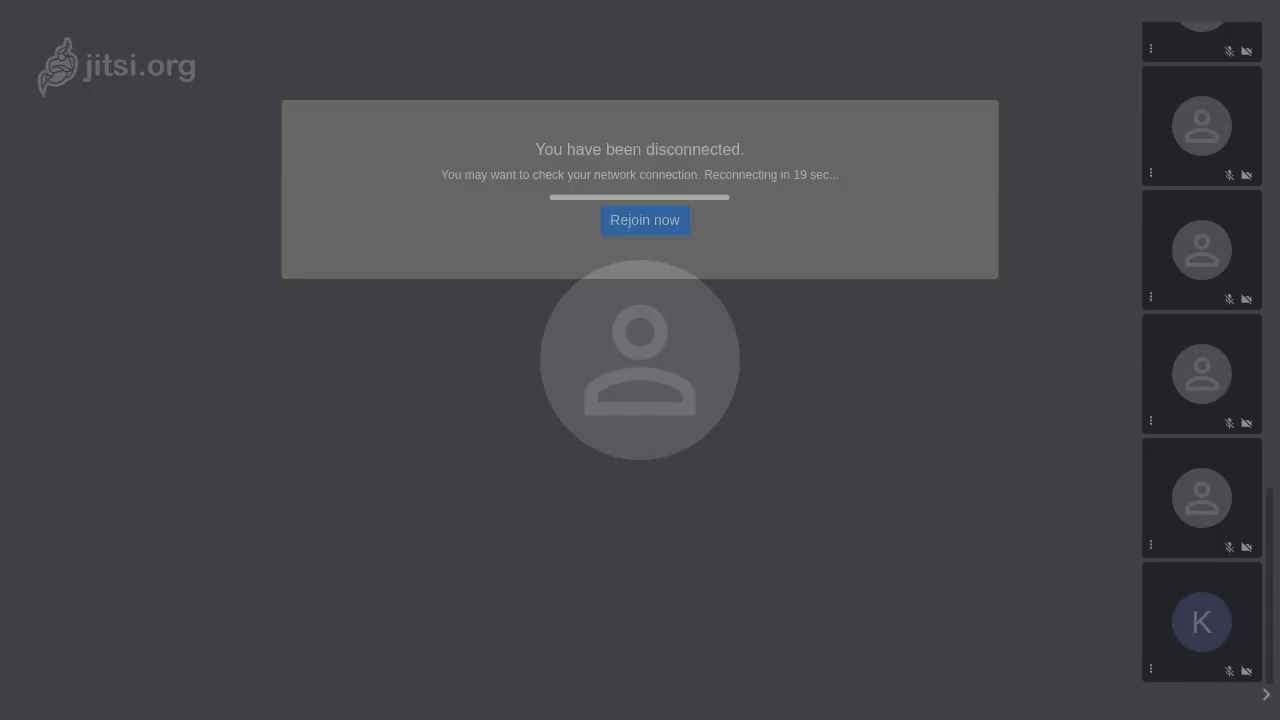 jitsi.org
You have been disconnected.
You may want to check your network connection. Reconnecting in 19 sec...
Rejoin now
K